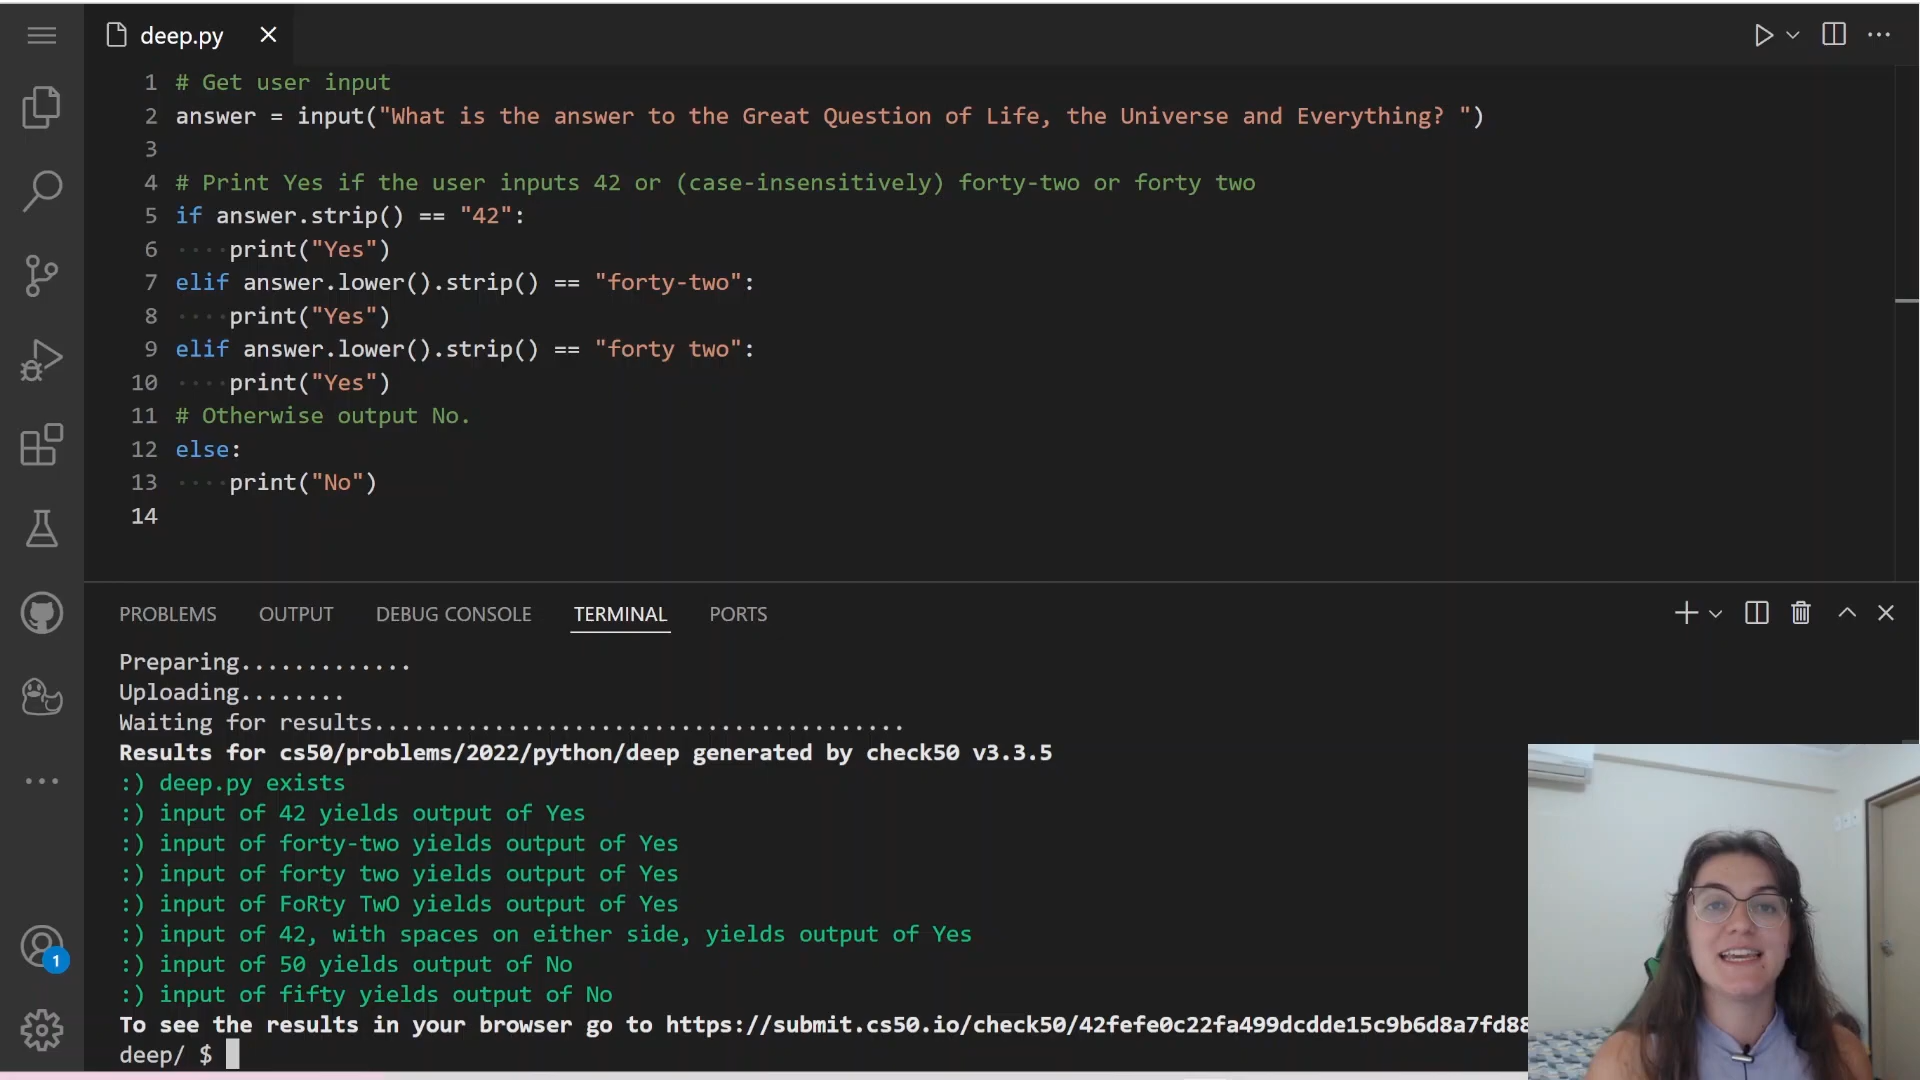 deep.py
1 # Get user input
2 answer = input("What is the answer to the Great Question of Life, the Universe and Everything? ")
3
4 # Print Yes if the user inputs 42 or (case-insensitively) forty-two or forty two
5 if answer.strip() == "42":
6 ····print("Yes")
7 elif answer.lower().strip() == "forty-two":
8 ····print("Yes")
9 elif answer.lower().strip() == "forty two":
10 ····print("Yes")
11 # Otherwise output No.
12 else:
13 ····print("No")
14
PROBLEMS OUTPUT DEBUG CONSOLE TERMINAL PORTS
Preparing.............
Uploading........
Waiting for results........................................
Results for cs50/problems/2022/python/deep generated by check50 v3.3.5
:) deep.py exists
:) input of 42 yields output of Yes
:) input of forty-two yields output of Yes
:) input of forty two yields output of Yes
:) input of FoRty TwO yields output of Yes
:) input of 42, with spaces on either side, yields output of Yes
:) input of 50 yields output of No
:) input of fifty yields output of No
To see the results in your browser go to https://submit.cs50.io/check50/42fefe0c22fa499dcdde15c9b6d8a7fd88
deep/ $
1